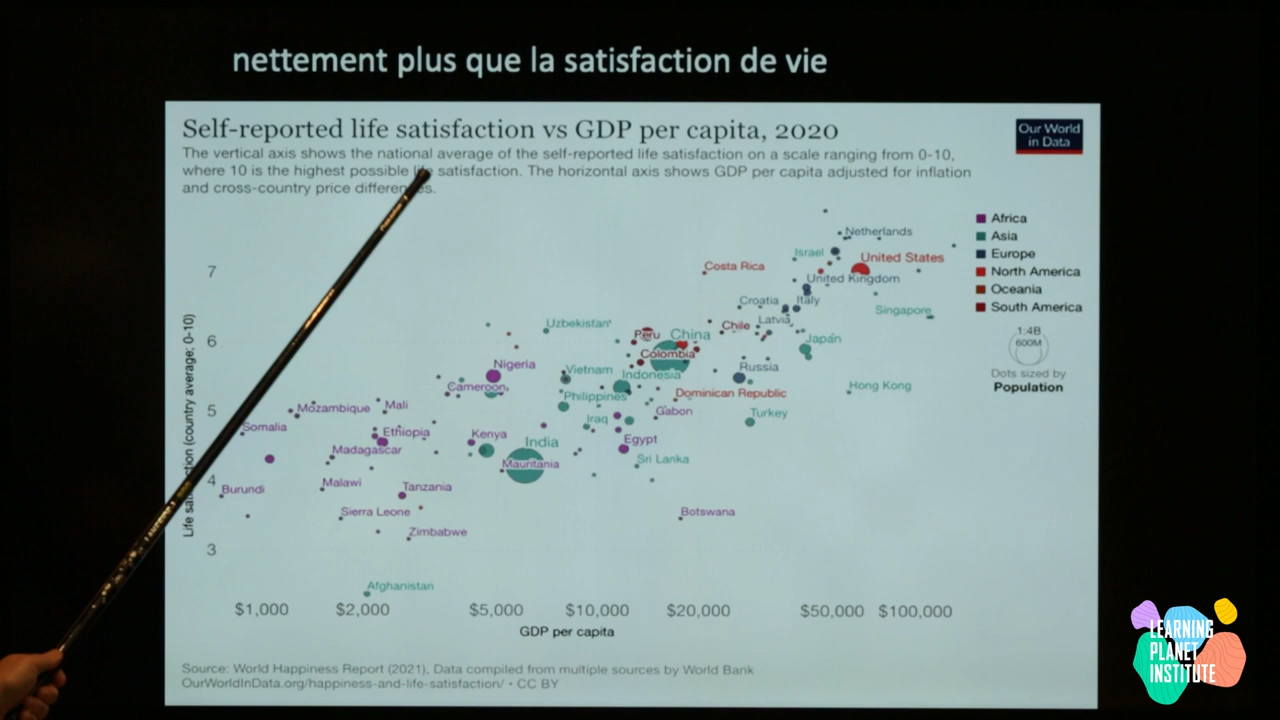 nettement plus que la satisfaction de vie
Self-reported life satisfaction vs GDP per capita, 2020
The vertical axis shows the national average of the self-reported life satisfaction on a scale ranging from 0-10,
where 10 is the highest possible life satisfaction. The horizontal axis shows GDP per capita adjusted for inflation
and cross-country price differences.
Our World
in Data
Africa
Asia
Europe
North America
Oceania
South America
1:4B
600M
Dots sized by
Population
Life satisfaction (country average; 0-10)
7
6
5
4
3
Netherlands
Israel
United States
Costa Rica
United Kingdom
Croatia
Italy
Singapore
Uzbekistan
Latvia
Chile
Peru
China
Japan
Colombia
Nigeria
Vietnam
Indonesia
Russia
Cameroon
Hong Kong
Philippines
Dominican Republic
Mozambique
Mali
Gabon
Turkey
Iraq
Somalia
Ethiopia
Kenya
India
Egypt
Madagascar
Mauritania
Sri Lanka
Burundi
Malawi
Tanzania
Sierra Leone
Botswana
Zimbabwe
Afghanistan
$1,000
$2,000
$5,000
$10,000
$20,000
$50,000
$100,000
GDP per capita
Source: World Happiness Report (2021), Data compiled from multiple sources by World Bank
OurWorldInData.org/happiness-and-life-satisfaction/ • CC BY
LEARNING
PLANET
INSTITUTE